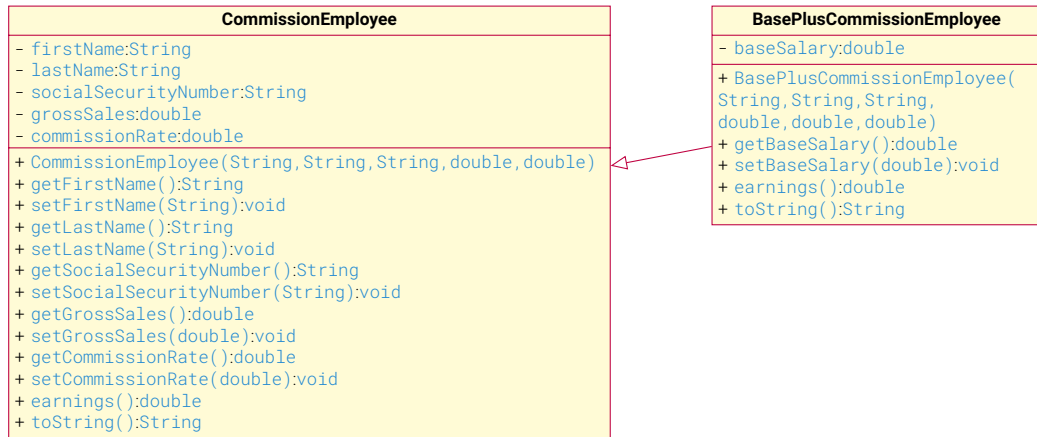 CommissionEmployee
- firstName:String
- lastName:String
- socialSecurityNumber:String
- grossSales:double
- commissionRate:double
+ CommissionEmployee(String,String,String,double,double)
+ getFirstName():String
+ setFirstName(String):void
+ getLastName():String
+ setLastName(String):void
+ getSocialSecurityNumber():String
+ setSocialSecurityNumber(String):void
+ getGrossSales():double
+ setGrossSales(double):void
+ getCommissionRate():double
+ setCommissionRate(double):void
+ earnings():double
+ toString():String
BasePlusCommissionEmployee
- baseSalary:double
+ BasePlusCommissionEmployee(
String,String,String,
double,double,double)
+ getBaseSalary():double
+ setBaseSalary(double):void
+ earnings():double
+ toString():String